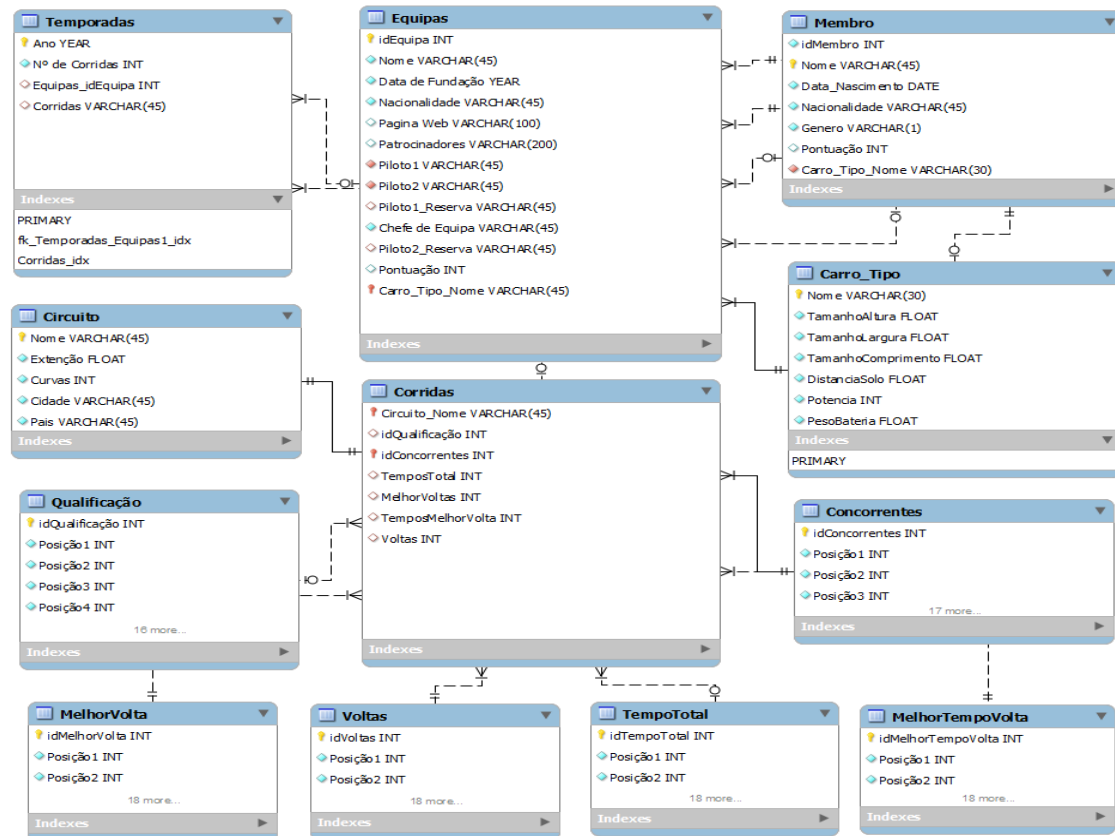 Temporadas
Ano YEAR
Nº de Corridas INT
Equipas_idEquipa INT
Corridas VARCHAR(45)
Indexes
PRIMARY
fk_Temporadas_Equipas1_idx
Corridas_idx
Equipas
idEquipa INT
Nome VARCHAR(45)
Data de Fundação YEAR
Nacionalidade VARCHAR(45)
Pagina Web VARCHAR(100)
Patrocinadores VARCHAR(200)
Piloto1 VARCHAR(45)
Piloto2 VARCHAR(45)
Piloto1_Reserva VARCHAR(45)
Chefe de Equipa VARCHAR(45)
Piloto2_Reserva VARCHAR(45)
Pontuação INT
Carro_Tipo_Nome VARCHAR(45)
Indexes
Membro
idMembro INT
Nome VARCHAR(45)
Data_Nascimento DATE
Nacionalidade VARCHAR(45)
Genero VARCHAR(1)
Pontuação INT
Carro_Tipo_Nome VARCHAR(30)
Indexes
Carro_Tipo
Nome VARCHAR(30)
TamanhoAltura FLOAT
TamanhoLargura FLOAT
TamanhoComprimento FLOAT
DistanciaSolo FLOAT
Potencia INT
PesoBateria FLOAT
Indexes
PRIMARY
Circuito
Nome VARCHAR(45)
Extenção FLOAT
Curvas INT
Cidade VARCHAR(45)
Pais VARCHAR(45)
Indexes
Corridas
Circuito_Nome VARCHAR(45)
idQualificação INT
idConcorrentes INT
TemposTotal INT
MelhorVoltas INT
TemposMelhorVolta INT
Voltas INT
Indexes
Qualificação
idQualificação INT
Posição1 INT
Posição2 INT
Posição3 INT
Posição4 INT
16 more...
Indexes
Concorrentes
idConcorrentes INT
Posição1 INT
Posição2 INT
Posição3 INT
17 more...
Indexes
MelhorVolta
idMelhorVolta INT
Posição1 INT
Posição2 INT
18 more...
Indexes
Voltas
idVoltas INT
Posição1 INT
Posição2 INT
18 more...
Indexes
TempoTotal
idTempoTotal INT
Posição1 INT
Posição2 INT
18 more...
Indexes
MelhorTempoVolta
idMelhorTempoVolta INT
Posição1 INT
Posição2 INT
18 more...
Indexes